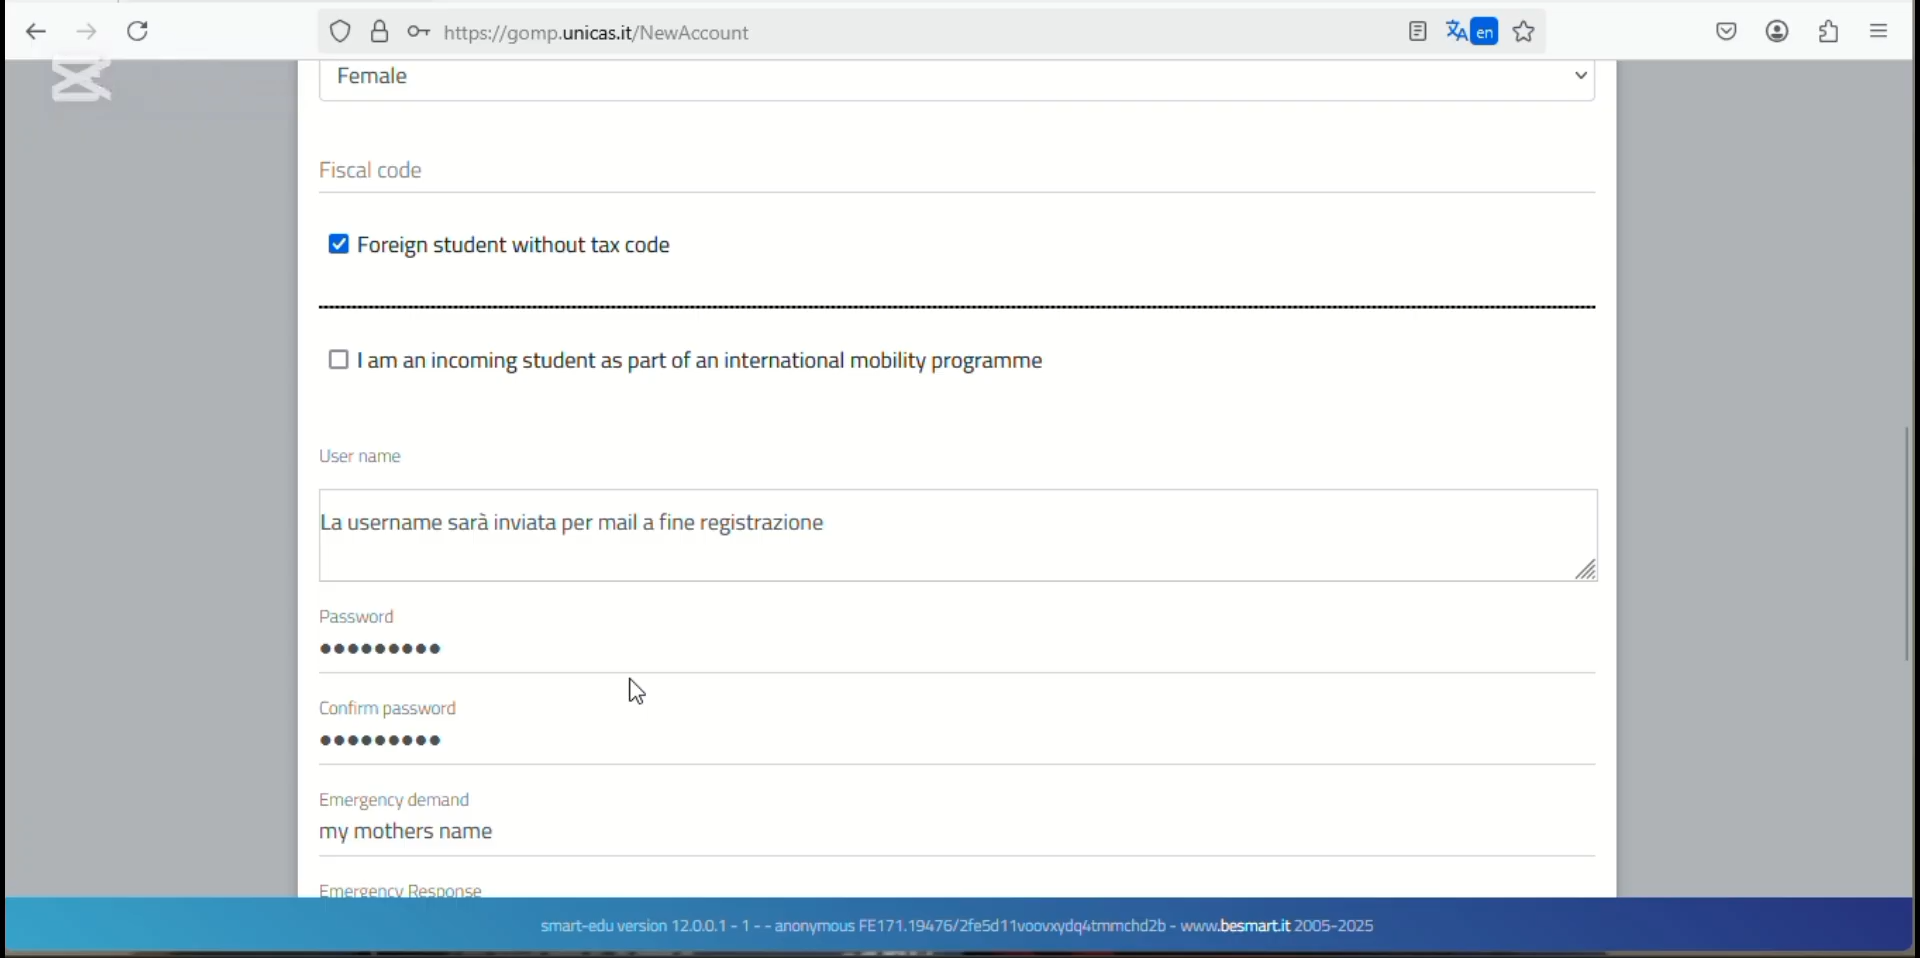 https://gomp.unicas.it/NewAccount
en
Female
Fiscal code
Foreign student without tax code
I am an incoming student as part of an international mobility programme
User name
La username sarà inviata per mail a fine registrazione
Password
Confirm password
Emergency demand
my mothers name
Emergency Response
smart-edu version 12.0.0.1 - 1 - - anonymous FE171.19476/2fe5d11voovxydq4tmmchd2b - www.besmart.it 2005-2025